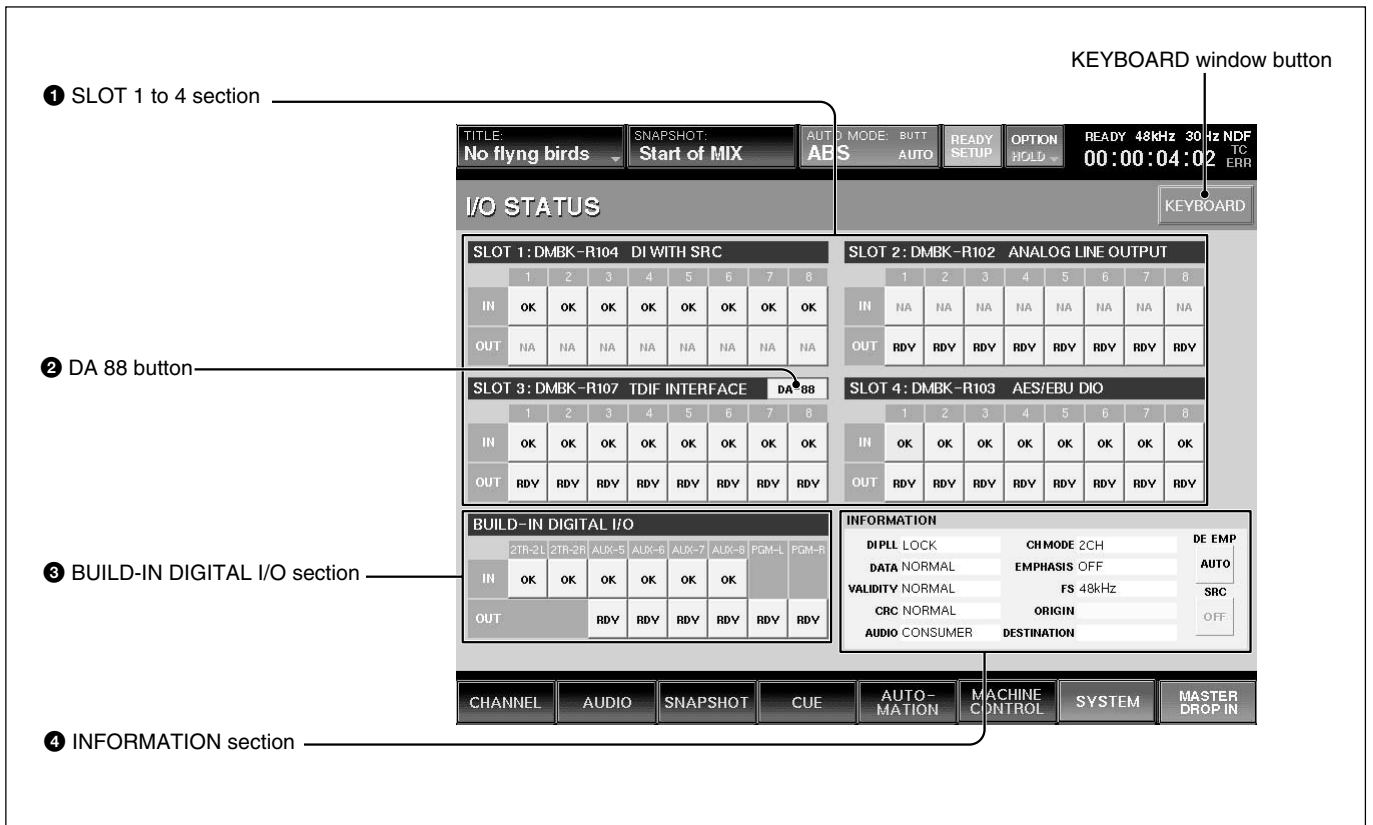 KEYBOARD window button
❶ SLOT 1 to 4 section
TITLE: SNAPSHOT: AUTO MODE: BUTT READY OPTION READY 48kHz 30Hz NDF
No flyng birds Start of MIX ABS AUTO SETUP HOLD 00:00:04:02 TC ERR
I/O STATUS KEYBOARD
SLOT 1: DMBK-R104 DI WITH SRC SLOT 2: DMBK-R102 ANALOG LINE OUTPUT
1 2 3 4 5 6 7 8 1 2 3 4 5 6 7 8
IN OK OK OK OK OK OK OK OK IN NA NA NA NA NA NA NA NA
OUT NA NA NA NA NA NA NA NA OUT RDY RDY RDY RDY RDY RDY RDY RDY
❷ DA 88 button
SLOT 3: DMBK-R107 TDIF INTERFACE DA-88 SLOT 4: DMBK-R103 AES/EBU DIO
1 2 3 4 5 6 7 8 1 2 3 4 5 6 7 8
IN OK OK OK OK OK OK OK OK IN OK OK OK OK OK OK OK OK
OUT RDY RDY RDY RDY RDY RDY RDY RDY OUT RDY RDY RDY RDY RDY RDY RDY RDY
❸ BUILD-IN DIGITAL I/O section
BUILD-IN DIGITAL I/O
2TR-2L 2TR-2R AUX-5 AUX-6 AUX-7 AUX-8 PGM-L PGM-R
IN OK OK OK OK OK OK
OUT RDY RDY RDY RDY RDY RDY
INFORMATION
DI PLL LOCK CH MODE 2CH DE EMP
DATA NORMAL EMPHASIS OFF AUTO
VALIDITY NORMAL FS 48kHz SRC
CRC NORMAL ORIGIN OFF
AUDIO CONSUMER DESTINATION
CHANNEL AUDIO SNAPSHOT CUE AUTO-MATION MACHINE CONTROL SYSTEM MASTER DROP IN
❹ INFORMATION section